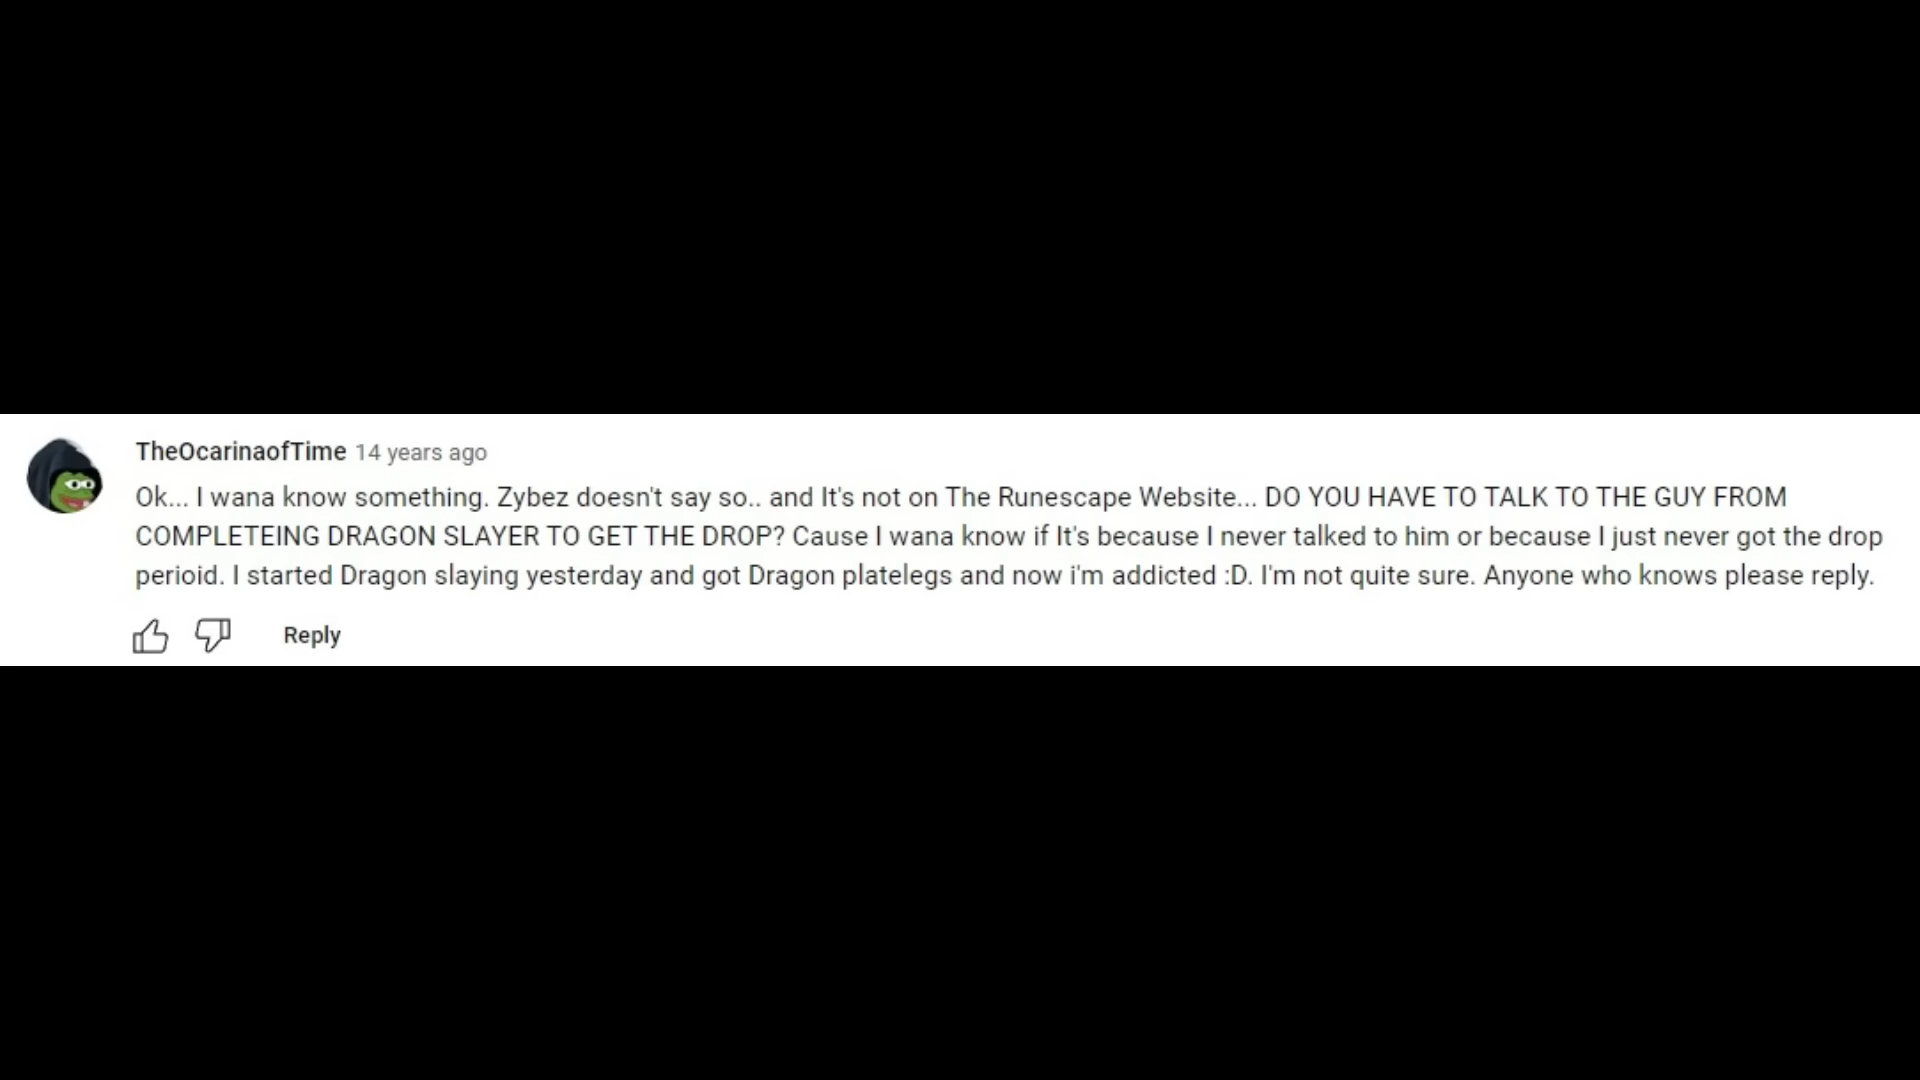 TheOcarinaofTime 14 years ago
Ok... I wana know something. Zybez doesn't say so.. and It's not on The Runescape Website... DO YOU HAVE TO TALK TO THE GUY FROM
COMPLETEING DRAGON SLAYER TO GET THE DROP? Cause I wana know if It's because I never talked to him or because I just never got the drop
perioid. I started Dragon slaying yesterday and got Dragon platelegs and now i'm addicted :D. I'm not quite sure. Anyone who knows please reply.
Reply